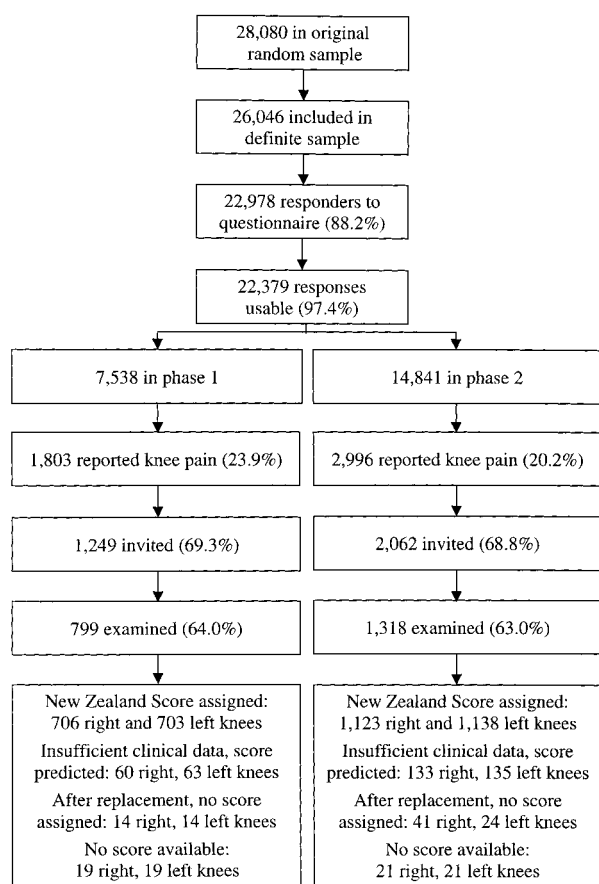 28,080 in original
random sample
26,046 included in
definite sample
22,978 responders to
questionnaire (88.2%)
22,379 responses
usable (97.4%)
7,538 in phase 1
14,841 in phase 2
1,803 reported knee pain (23.9%)
2,996 reported knee pain (20.2%)
1,249 invited (69.3%)
2,062 invited (68.8%)
799 examined (64.0%)
1,318 examined (63.0%)
New Zealand Score assigned:
706 right and 703 left knees
Insufficient clinical data, score
predicted: 60 right, 63 left knees
After replacement, no score
assigned: 14 right, 14 left knees
No score available:
19 right, 19 left knees
New Zealand Score assigned:
1,123 right and 1,138 left knees
Insufficient clinical data, score
predicted: 133 right, 135 left knees
After replacement, no score
assigned: 41 right, 24 left knees
No score available:
21 right, 21 left knees